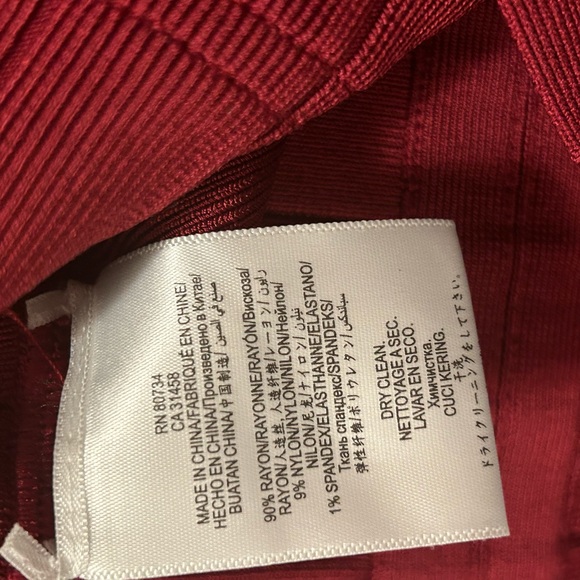 RN 80734
CA 31458
MADE IN CHINA/FABRIQUÉ EN CHINE/
HECHO EN CHINA/Произведено в Китае/
BUATAN CHINA/中国制造/ صنع في الصين
90% RAYON/RAYONNE/RAYÓN/Вискоза/
RAYON/人造丝, 人造纤维/レーヨン/ رايون
9% NYLON/NYLON/NILON/Нейлон/
NILON/尼龙/ナイロン/ نايلون
1% SPANDEX/ELASTHANNE/ELASTANO/
Ткань спандекс/SPANDEKS/
弹性纤维/ポリウレタン/ سباندكس
DRY CLEAN.
NETTOYAGE A SEC.
LAVAR EN SECO.
Химчистка.
CUCI KERING.
干洗
ドライクリーニングをして下さい。